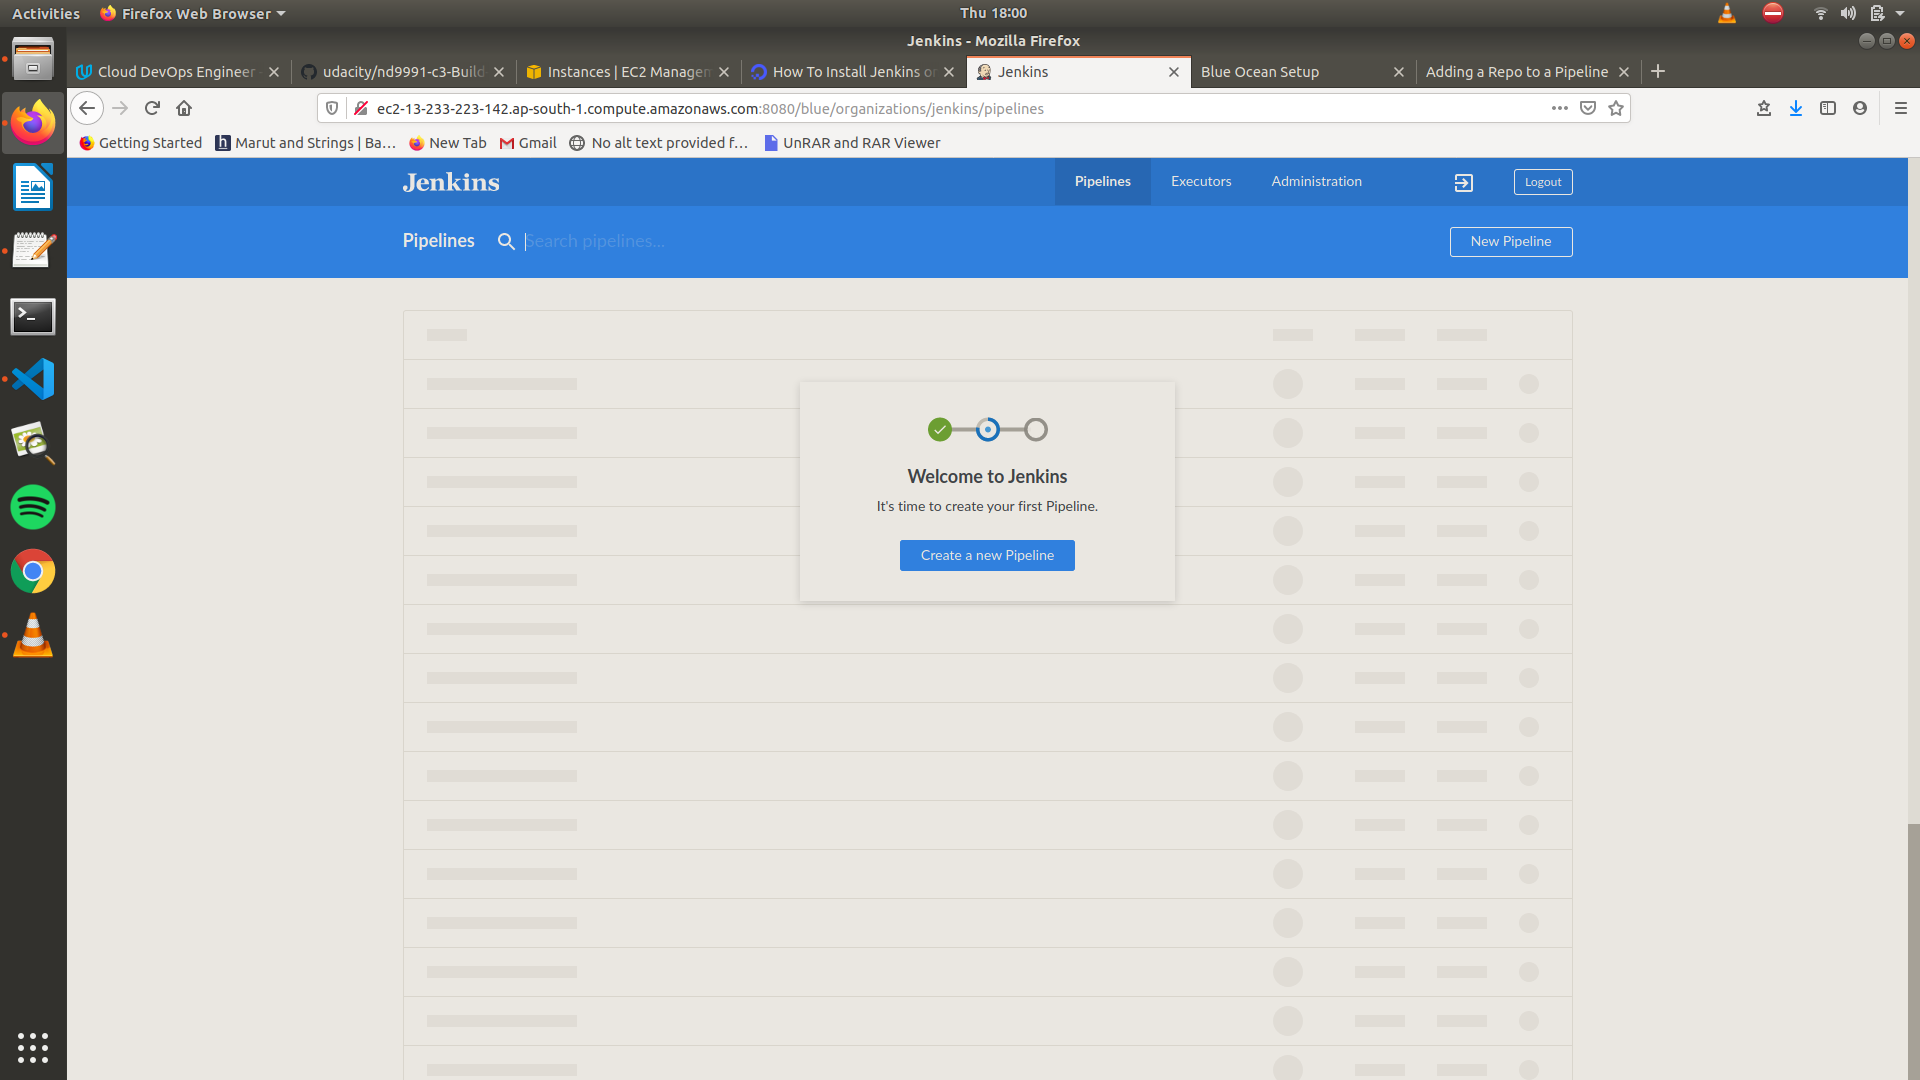 Activities
Firefox Web Browser
Thu 18:00
Jenkins - Mozilla Firefox
Cloud DevOps Engineer
udacity/nd9991-c3-Build
Instances | EC2 Managem
How To Install Jenkins o
Jenkins
Blue Ocean Setup
Adding a Repo to a Pipeline
ec2-13-233-223-142.ap-south-1.compute.amazonaws.com:8080/blue/organizations/jenkins/pipelines
Getting Started
Marut and Strings | Ba…
New Tab
Gmail
No alt text provided f…
UnRAR and RAR Viewer
Jenkins
Pipelines
Executors
Administration
Logout
Pipelines
Search pipelines...
New Pipeline
Welcome to Jenkins
It's time to create your first Pipeline.
Create a new Pipeline